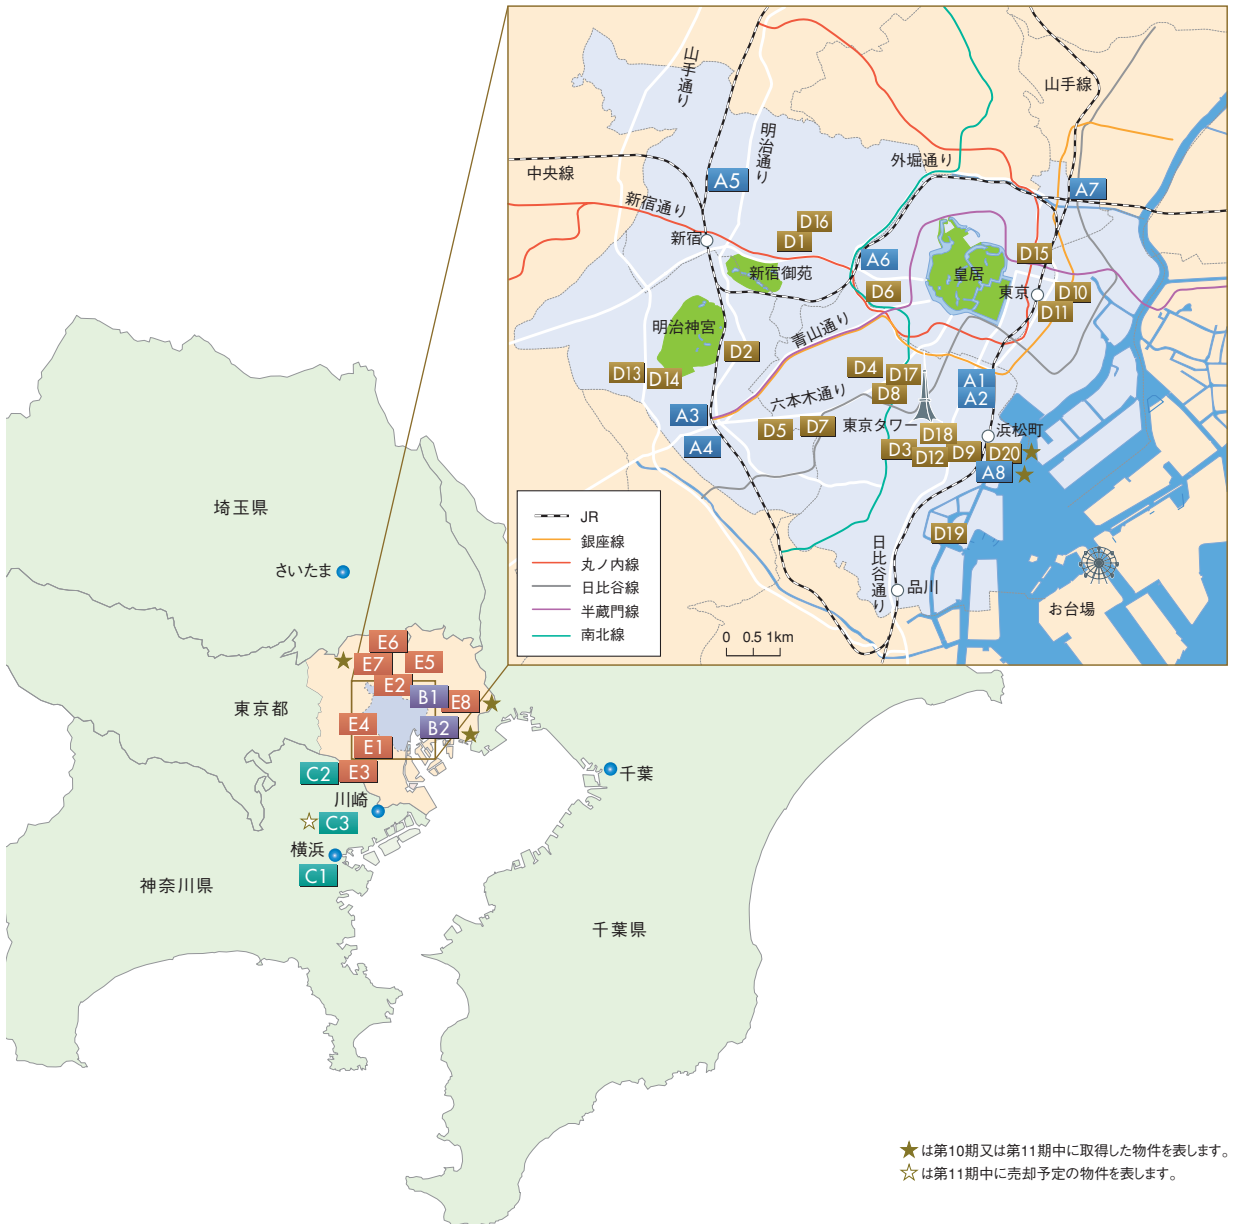 山手通り
明治通り
山手線
外堀通り
中央線
A5
A7
新宿通り
D16
新宿
D1
A6
D15
新宿御苑
皇居
D6
東京
D10
D11
明治神宮
青山通り
D2
D4
D17
D13
D14
A1
A2
六本木通り
D8
A3
東京タワー
D5
D7
D18
浜松町
A4
D3
D12
D9
D20
A8
JR
銀座線
丸ノ内線
日比谷線
半蔵門線
南北線
D19
日比谷通り
品川
お台場
0 0.5 1km
埼玉県
さいたま
E6
E7
E5
E2
B1
E8
東京都
E4
B2
E1
C2
E3
川崎
C3
千葉
横浜
C1
神奈川県
千葉県
★は第10期又は第11期中に取得した物件を表します。
☆は第11期中に売却予定の物件を表します。